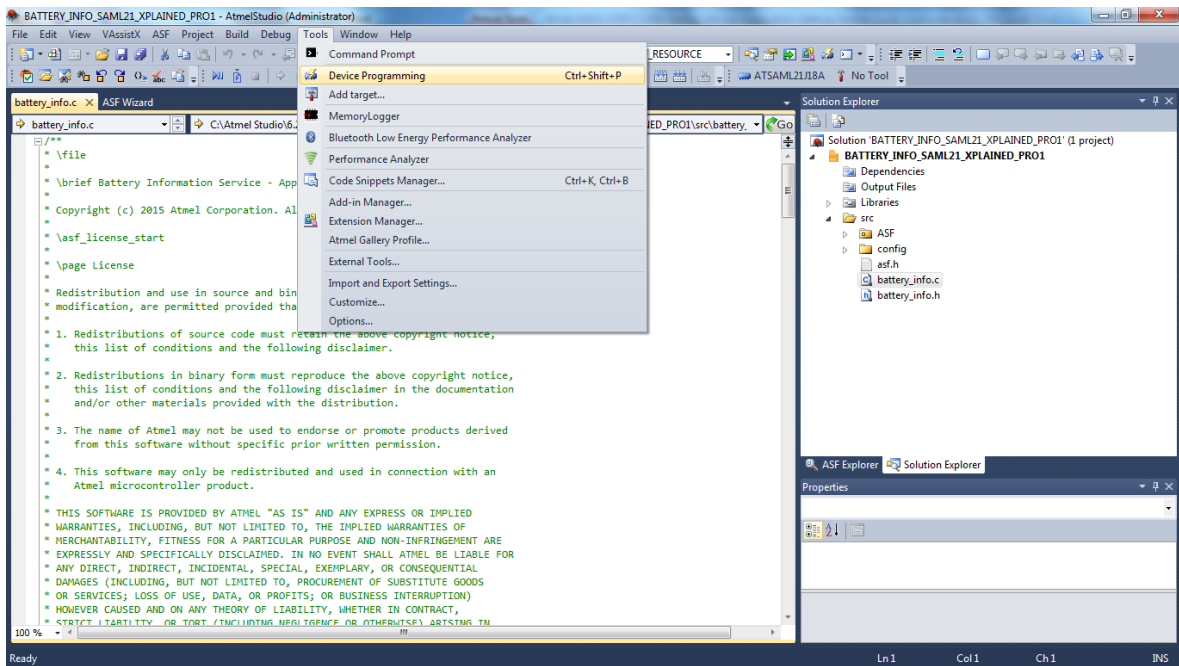 BATTERY_INFO_SAML21_XPLAINED_PRO1 - AtmelStudio (Administrator)
File Edit View VAssistX ASF Project Build Debug Tools Window Help
_RESOURCE
ATSAML21J18A No Tool
Command Prompt
Device Programming Ctrl+Shift+P
Add target...
MemoryLogger
Bluetooth Low Energy Performance Analyzer
Performance Analyzer
Code Snippets Manager... Ctrl+K, Ctrl+B
Add-in Manager...
Extension Manager...
Atmel Gallery Profile...
External Tools...
Import and Export Settings...
Customize...
Options...
battery_info.c ASF Wizard
battery_info.c C:\Atmel Studio\6. ED_PRO1\src\battery_ Go
/**
* \file
*
* \brief Battery Information Service - App
*
* Copyright (c) 2015 Atmel Corporation. Al
*
* \asf_license_start
*
* \page License
*
* Redistribution and use in source and bin
* modification, are permitted provided tha
*
* 1. Redistributions of source code must retain the above copyright notice,
* this list of conditions and the following disclaimer.
*
* 2. Redistributions in binary form must reproduce the above copyright notice,
* this list of conditions and the following disclaimer in the documentation
* and/or other materials provided with the distribution.
*
* 3. The name of Atmel may not be used to endorse or promote products derived
* from this software without specific prior written permission.
*
* 4. This software may only be redistributed and used in connection with an
* Atmel microcontroller product.
*
* THIS SOFTWARE IS PROVIDED BY ATMEL "AS IS" AND ANY EXPRESS OR IMPLIED
* WARRANTIES, INCLUDING, BUT NOT LIMITED TO, THE IMPLIED WARRANTIES OF
* MERCHANTABILITY, FITNESS FOR A PARTICULAR PURPOSE AND NON-INFRINGEMENT ARE
* EXPRESSLY AND SPECIFICALLY DISCLAIMED. IN NO EVENT SHALL ATMEL BE LIABLE FOR
* ANY DIRECT, INDIRECT, INCIDENTAL, SPECIAL, EXEMPLARY, OR CONSEQUENTIAL
* DAMAGES (INCLUDING, BUT NOT LIMITED TO, PROCUREMENT OF SUBSTITUTE GOODS
* OR SERVICES; LOSS OF USE, DATA, OR PROFITS; OR BUSINESS INTERRUPTION)
* HOWEVER CAUSED AND ON ANY THEORY OF LIABILITY, WHETHER IN CONTRACT,
* STRICT LIABILITY, OR TORT (INCLUDING NEGLIGENCE OR OTHERWISE) ARISING IN
100 %
Solution Explorer
Solution 'BATTERY_INFO_SAML21_XPLAINED_PRO1' (1 project)
BATTERY_INFO_SAML21_XPLAINED_PRO1
Dependencies
Output Files
Libraries
src
ASF
config
asf.h
battery_info.c
battery_info.h
ASF Explorer Solution Explorer
Properties
Ready Ln 1 Col 1 Ch 1 INS